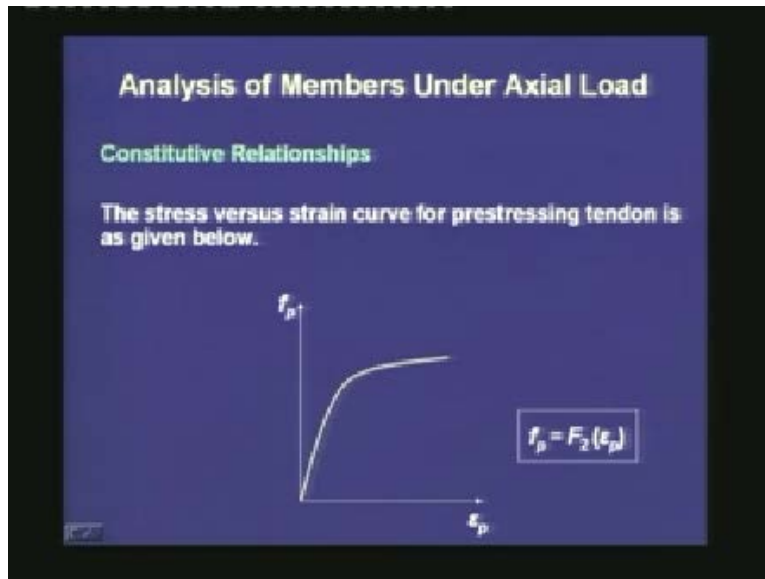 Analysis of Members Under Axial Load
Constitutive Relationships
The stress versus strain curve for prestressing tendon is
as given below.
fₚ
fₚ = F₂(εₚ)
εₚ